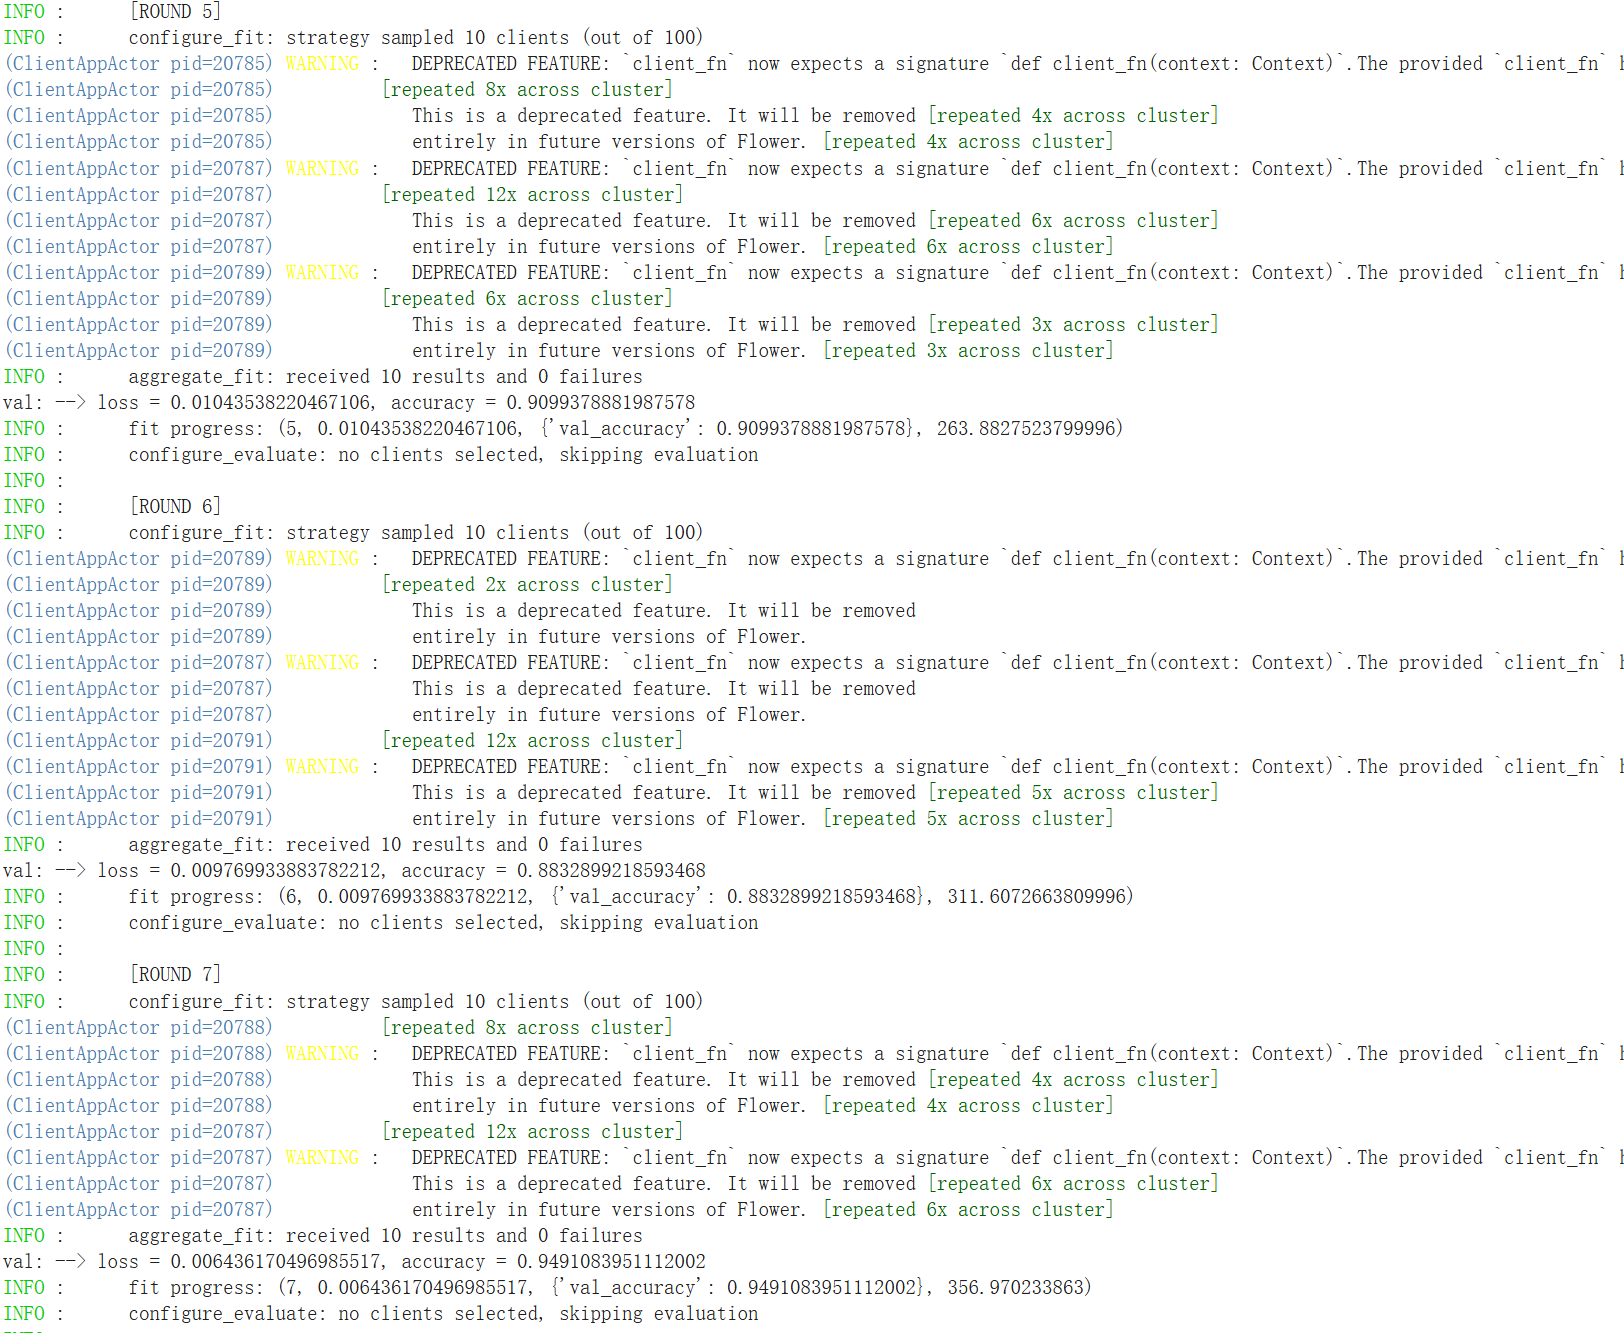 INFO :      [ROUND 5]
INFO :      configure_fit: strategy sampled 10 clients (out of 100)
(ClientAppActor pid=20785) WARNING :   DEPRECATED FEATURE: `client_fn` now expects a signature `def client_fn(context: Context)`.The provided `client_fn`
(ClientAppActor pid=20785)          [repeated 8x across cluster]
(ClientAppActor pid=20785)             This is a deprecated feature. It will be removed [repeated 4x across cluster]
(ClientAppActor pid=20785)             entirely in future versions of Flower. [repeated 4x across cluster]
(ClientAppActor pid=20787) WARNING :   DEPRECATED FEATURE: `client_fn` now expects a signature `def client_fn(context: Context)`.The provided `client_fn`
(ClientAppActor pid=20787)          [repeated 12x across cluster]
(ClientAppActor pid=20787)             This is a deprecated feature. It will be removed [repeated 6x across cluster]
(ClientAppActor pid=20787)             entirely in future versions of Flower. [repeated 6x across cluster]
(ClientAppActor pid=20789) WARNING :   DEPRECATED FEATURE: `client_fn` now expects a signature `def client_fn(context: Context)`.The provided `client_fn`
(ClientAppActor pid=20789)          [repeated 6x across cluster]
(ClientAppActor pid=20789)             This is a deprecated feature. It will be removed [repeated 3x across cluster]
(ClientAppActor pid=20789)             entirely in future versions of Flower. [repeated 3x across cluster]
INFO :      aggregate_fit: received 10 results and 0 failures
val: --> loss = 0.01043538220467106, accuracy = 0.9099378881987578
INFO :      fit progress: (5, 0.01043538220467106, {'val_accuracy': 0.9099378881987578}, 263.8827523799996)
INFO :      configure_evaluate: no clients selected, skipping evaluation
INFO :
INFO :      [ROUND 6]
INFO :      configure_fit: strategy sampled 10 clients (out of 100)
(ClientAppActor pid=20789) WARNING :   DEPRECATED FEATURE: `client_fn` now expects a signature `def client_fn(context: Context)`.The provided `client_fn`
(ClientAppActor pid=20789)          [repeated 2x across cluster]
(ClientAppActor pid=20789)             This is a deprecated feature. It will be removed
(ClientAppActor pid=20789)             entirely in future versions of Flower.
(ClientAppActor pid=20787) WARNING :   DEPRECATED FEATURE: `client_fn` now expects a signature `def client_fn(context: Context)`.The provided `client_fn`
(ClientAppActor pid=20787)             This is a deprecated feature. It will be removed
(ClientAppActor pid=20787)             entirely in future versions of Flower.
(ClientAppActor pid=20791)          [repeated 12x across cluster]
(ClientAppActor pid=20791) WARNING :   DEPRECATED FEATURE: `client_fn` now expects a signature `def client_fn(context: Context)`.The provided `client_fn`
(ClientAppActor pid=20791)             This is a deprecated feature. It will be removed [repeated 5x across cluster]
(ClientAppActor pid=20791)             entirely in future versions of Flower. [repeated 5x across cluster]
INFO :      aggregate_fit: received 10 results and 0 failures
val: --> loss = 0.009769933883782212, accuracy = 0.8832899218593468
INFO :      fit progress: (6, 0.009769933883782212, {'val_accuracy': 0.8832899218593468}, 311.6072663809996)
INFO :      configure_evaluate: no clients selected, skipping evaluation
INFO :
INFO :      [ROUND 7]
INFO :      configure_fit: strategy sampled 10 clients (out of 100)
(ClientAppActor pid=20788)          [repeated 8x across cluster]
(ClientAppActor pid=20788) WARNING :   DEPRECATED FEATURE: `client_fn` now expects a signature `def client_fn(context: Context)`.The provided `client_fn`
(ClientAppActor pid=20788)             This is a deprecated feature. It will be removed [repeated 4x across cluster]
(ClientAppActor pid=20788)             entirely in future versions of Flower. [repeated 4x across cluster]
(ClientAppActor pid=20787)          [repeated 12x across cluster]
(ClientAppActor pid=20787) WARNING :   DEPRECATED FEATURE: `client_fn` now expects a signature `def client_fn(context: Context)`.The provided `client_fn`
(ClientAppActor pid=20787)             This is a deprecated feature. It will be removed [repeated 6x across cluster]
(ClientAppActor pid=20787)             entirely in future versions of Flower. [repeated 6x across cluster]
INFO :      aggregate_fit: received 10 results and 0 failures
val: --> loss = 0.006436170496985517, accuracy = 0.9491083951112002
INFO :      fit progress: (7, 0.006436170496985517, {'val_accuracy': 0.9491083951112002}, 356.970233863)
INFO :      configure_evaluate: no clients selected, skipping evaluation